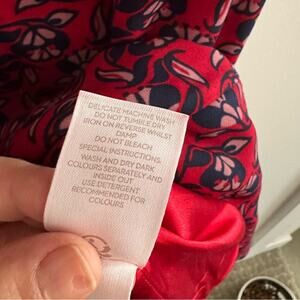 DELICATE MACHINE WASH
DO NOT TUMBLE DRY
IRON ON REVERSE WHILST
DAMP
DO NOT BLEACH
SPECIAL INSTRUCTIONS:
WASH AND DRY DARK
COLOURS SEPARATELY AND
INSIDE OUT
USE DETERGENT
RECOMMENDED FOR
COLOURS